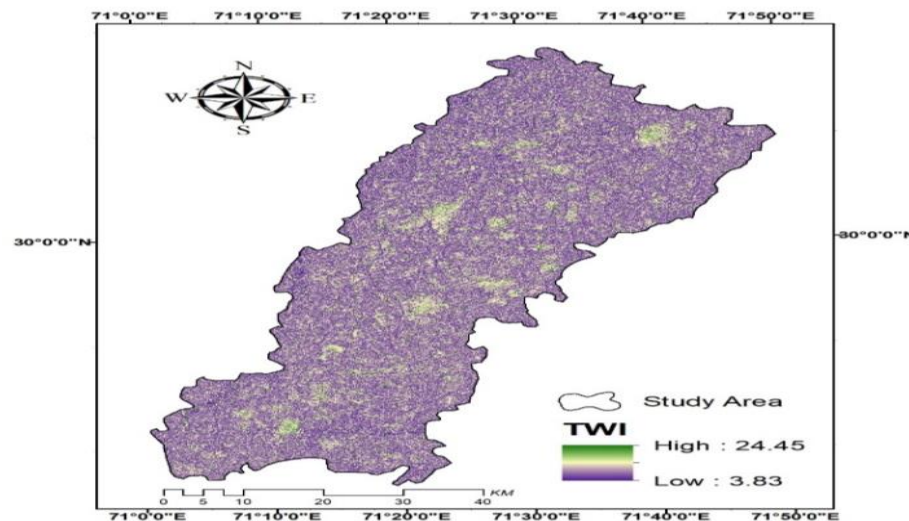 71°0'0"E 71°10'0"E 71°20'0"E 71°30'0"E 71°40'0"E 71°50'0"E
N
W E
S
30°0'0"N 30°0'0"N
Study Area
TWI
High : 24.45
Low : 3.83
0 5 10 20 30 40 KM
71°0'0"E 71°10'0"E 71°20'0"E 71°30'0"E 71°40'0"E 71°50'0"E